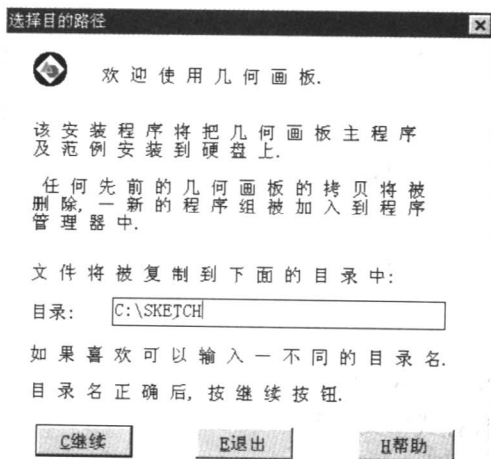 选择目的路径
欢迎使用几何画板.
该安装程序将把几何画板主程序
及范例安装到硬盘上.
任何先前的几何画板的拷贝将被
删除,一新的程序组被加入到程序
管理器中.
文件将被复制到下面的目录中:
目录: C:\SKETCH
如果喜欢可以输入一不同的目录名.
目录名正确后,按继续按钮.
C继续 E退出 H帮助